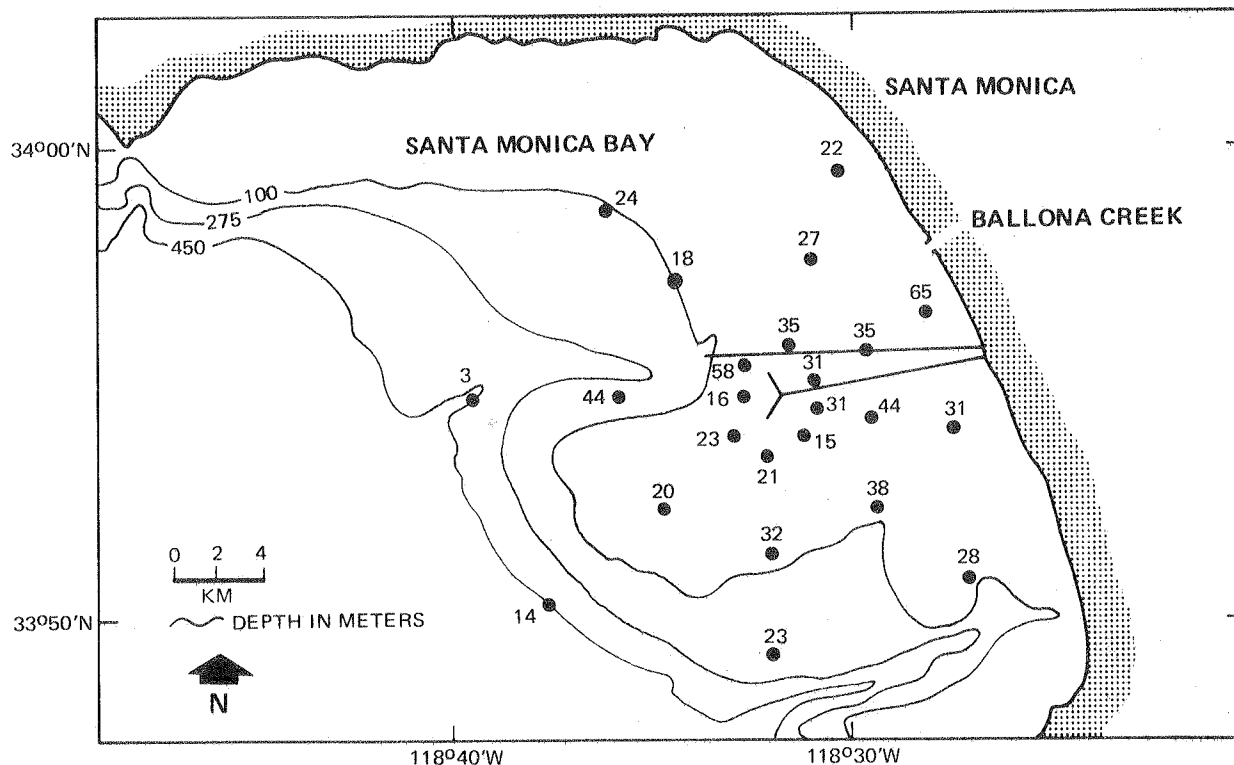 SANTA MONICA
34°00'N
SANTA MONICA BAY
22
100
24
275
BALLONA CREEK
450
27
18
65
35
35
58
31
3
44
16
31
44
31
23
15
21
20
38
32
28
0 2 4
KM
14
33°50'N
DEPTH IN METERS
23
N
118°40'W
118°30'W